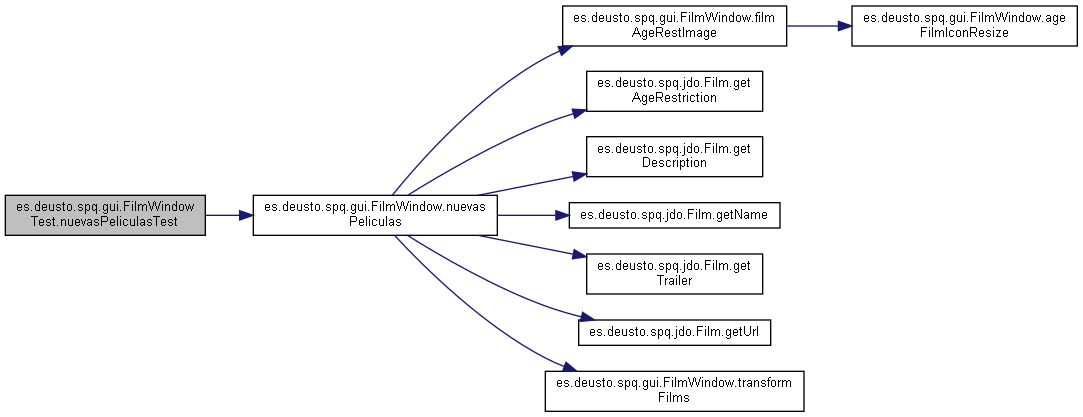 es.deusto.spq.gui.FilmWindow
Test.nuevasPeliculasTest
es.deusto.spq.gui.FilmWindow.nuevas
Peliculas
es.deusto.spq.gui.FilmWindow.film
AgeRestImage
es.deusto.spq.gui.FilmWindow.age
FilmIconResize
es.deusto.spq.jdo.Film.get
AgeRestriction
es.deusto.spq.jdo.Film.get
Description
es.deusto.spq.jdo.Film.getName
es.deusto.spq.jdo.Film.get
Trailer
es.deusto.spq.jdo.Film.getUrl
es.deusto.spq.gui.FilmWindow.transform
Films